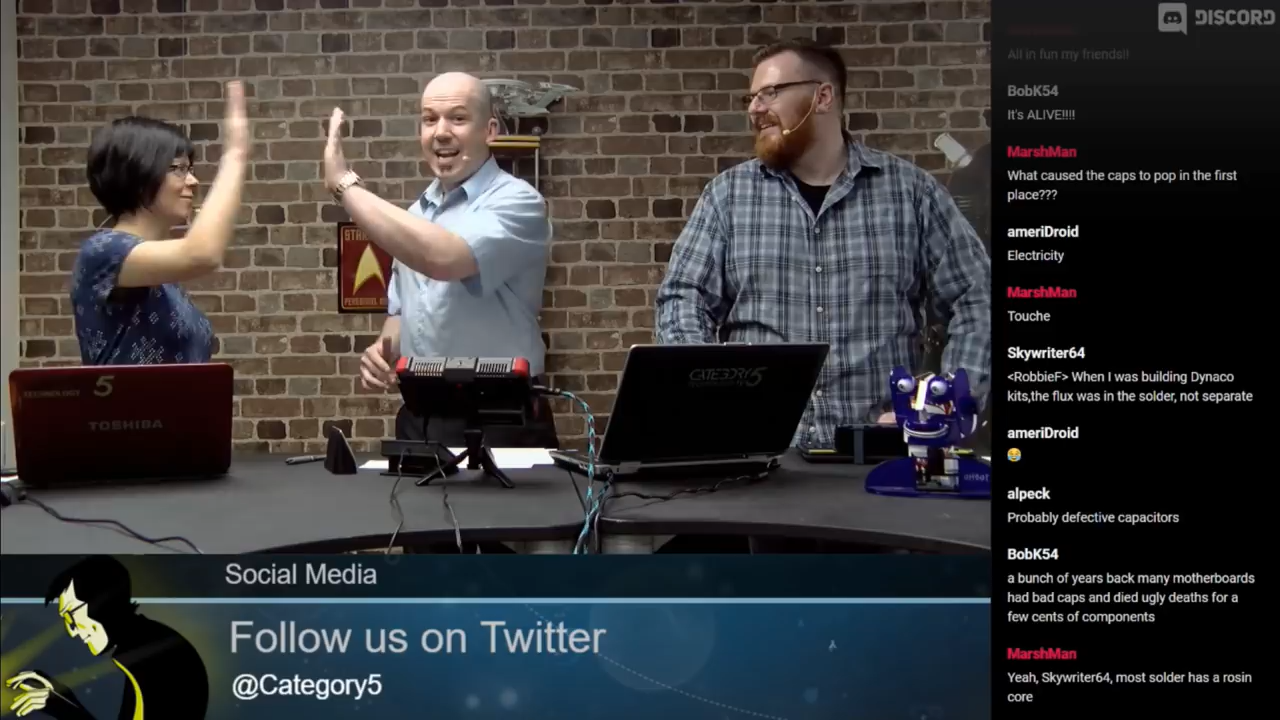 DISCORD
All in fun my friends!!
BobK54
It's ALIVE!!!!
MarshMan
What caused the caps to pop in the first
place???
ameriDroid
Electricity
MarshMan
Touche
Skywriter64
<RobbieF> When I was building Dynaco
kits,the flux was in the solder, not separate
ameriDroid
alpeck
Probably defective capacitors
BobK54
a bunch of years back many motherboards
had bad caps and died ugly deaths for a
few cents of components
MarshMan
Yeah, Skywriter64, most solder has a rosin
core
TECHNOLOGY 5
TOSHIBA
CATEGORY5
Social Media
Follow us on Twitter
@Category5